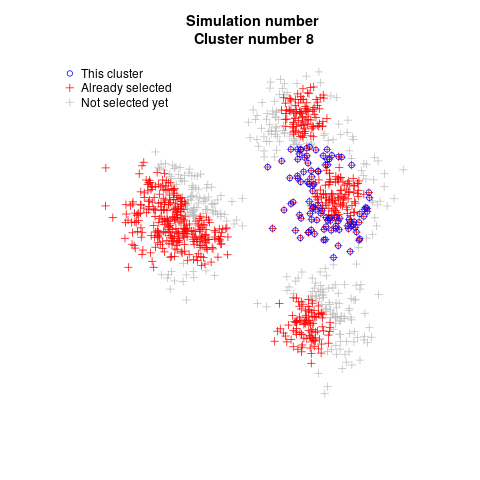 Simulation number
Cluster number 8
This cluster
Already selected
Not selected yet